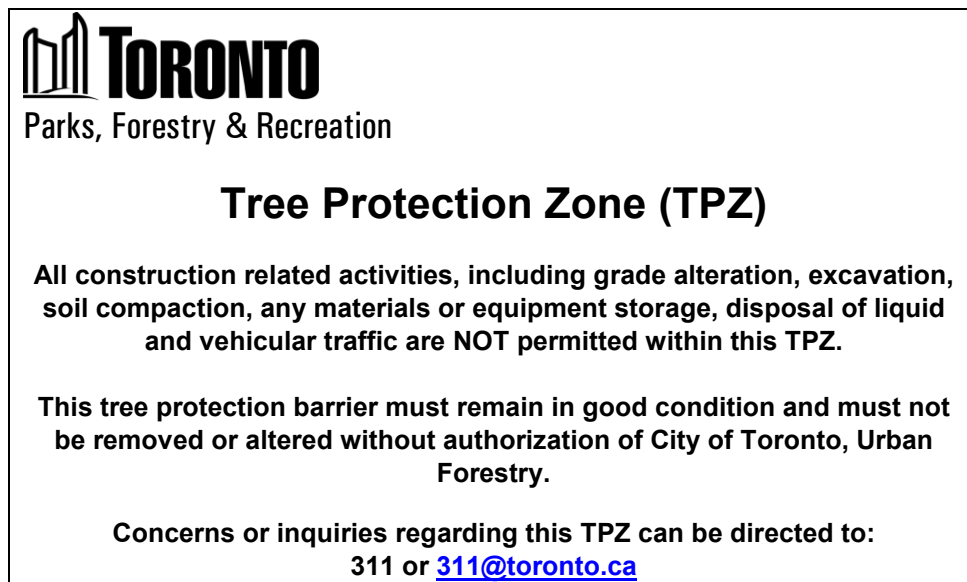 TORONTO
Parks, Forestry & Recreation
Tree Protection Zone (TPZ)
All construction related activities, including grade alteration, excavation,
soil compaction, any materials or equipment storage, disposal of liquid
and vehicular traffic are NOT permitted within this TPZ.
This tree protection barrier must remain in good condition and must not
be removed or altered without authorization of City of Toronto, Urban
Forestry.
Concerns or inquiries regarding this TPZ can be directed to:
311 or 311@toronto.ca